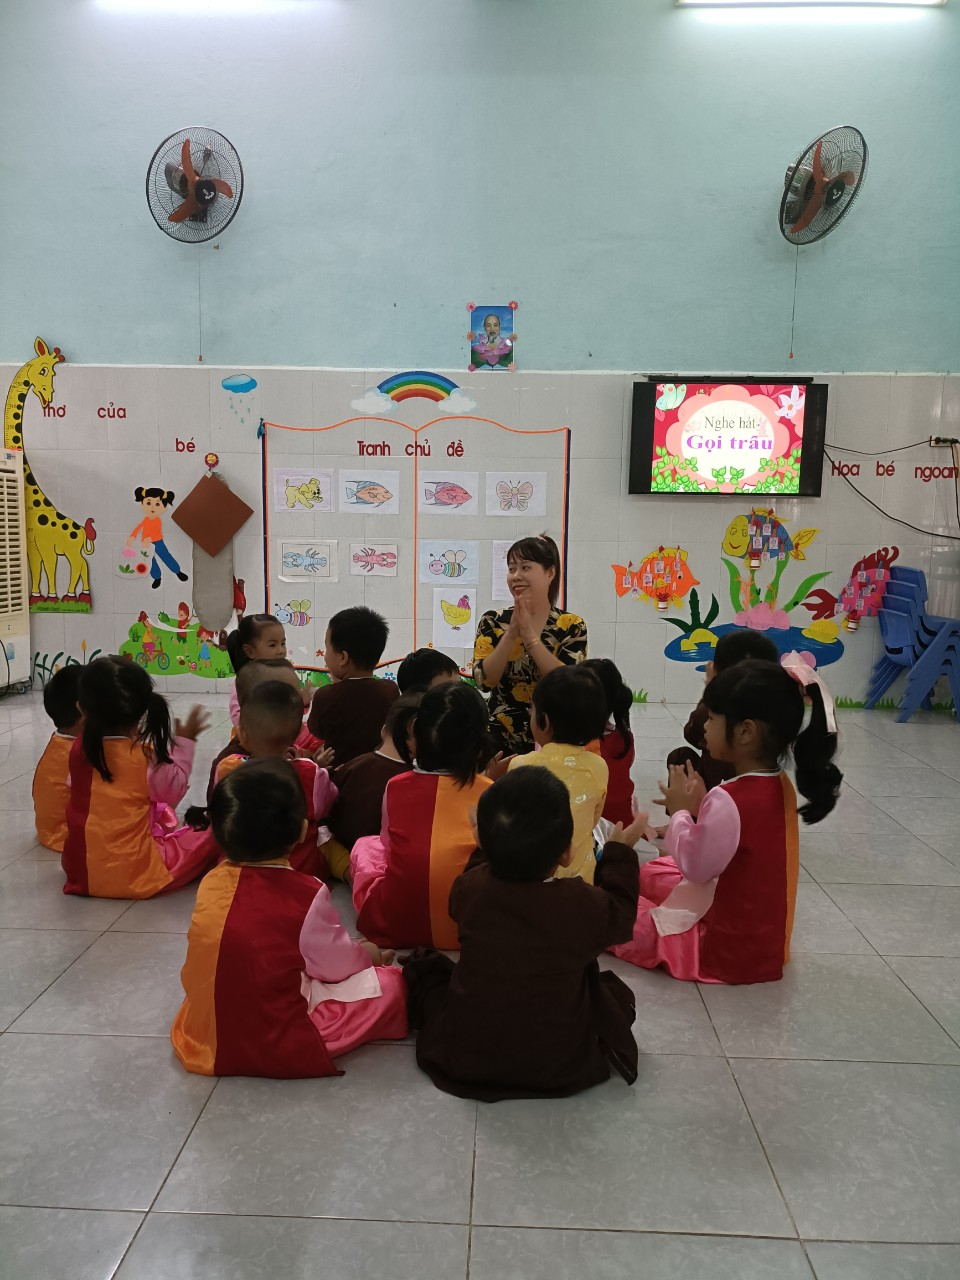 thơ của
bé
Tranh chủ đề
Nghe hát:
Gọi trâu
Hoa bé ngoan